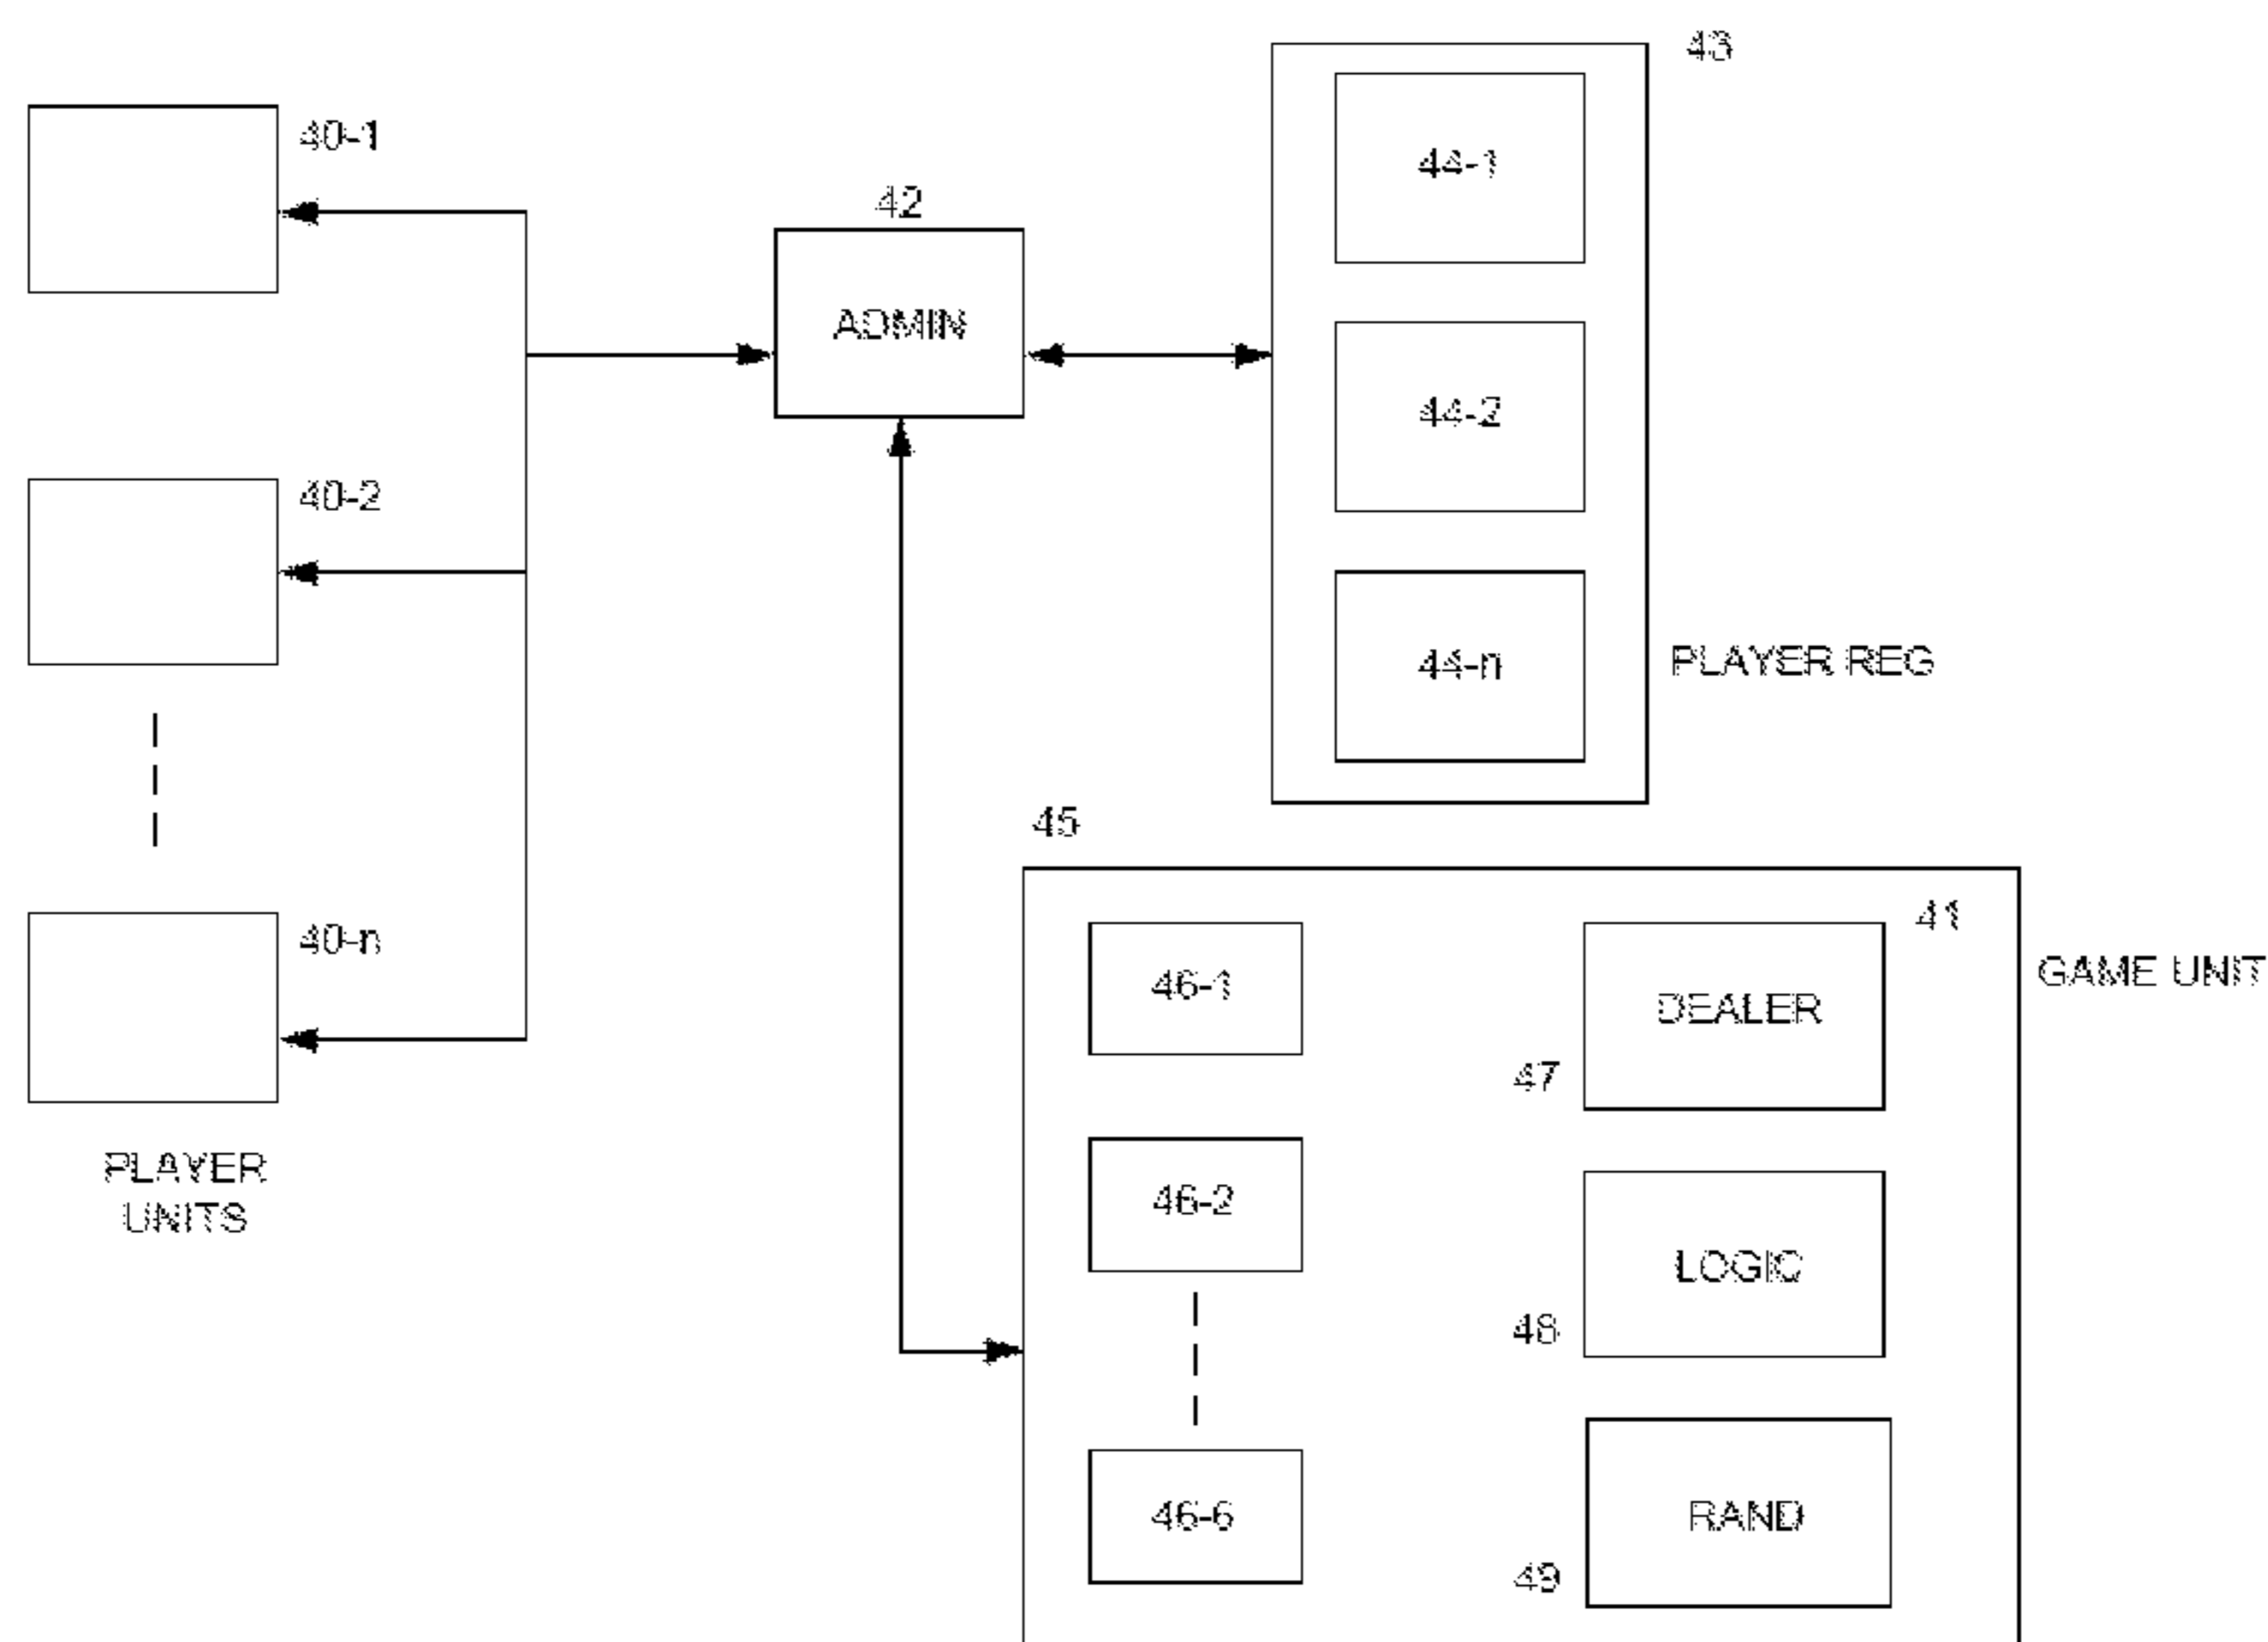 43
40-1
44-1
42
ADMIN
44-2
40-2
44-n
PLAYER REG
45
41
40-n
46-1
GAME UNIT
DEALER
47
PLAYER
UNITS
46-2
LOGIC
48
46-6
RAND
49